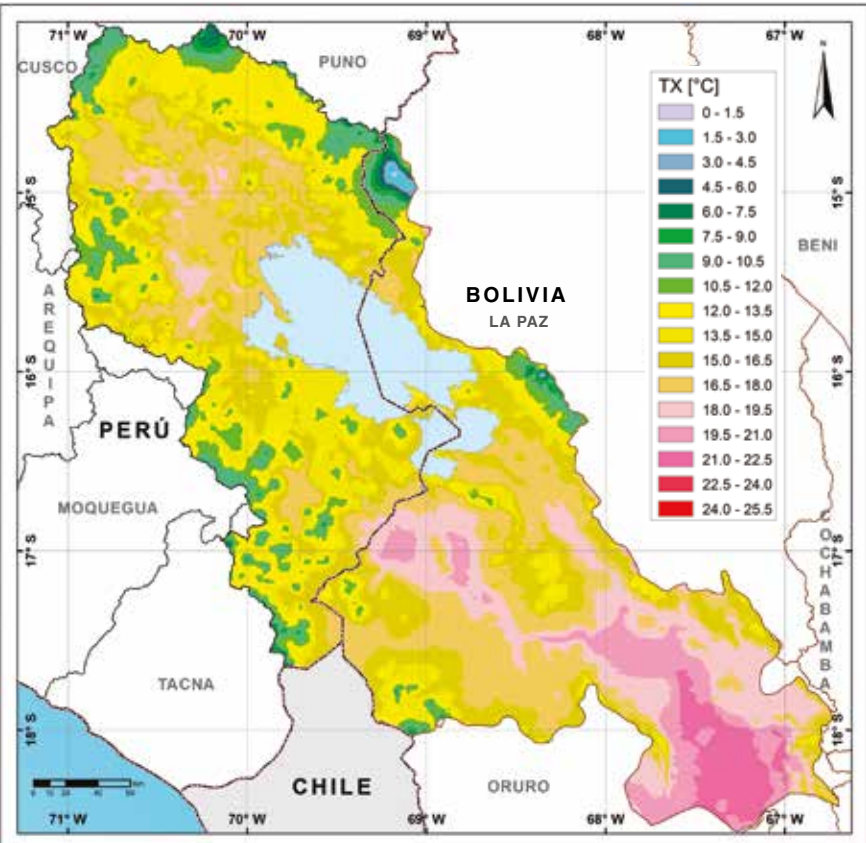 71° W
70° W
69° W
68° W
67° W
CUSCO
PUNO
N
TX [°C]
0 - 1.5
1.5 - 3.0
3.0 - 4.5
4.5 - 6.0
6.0 - 7.5
7.5 - 9.0
9.0 - 10.5
10.5 - 12.0
12.0 - 13.5
13.5 - 15.0
15.0 - 16.5
16.5 - 18.0
18.0 - 19.5
19.5 - 21.0
21.0 - 22.5
22.5 - 24.0
24.0 - 25.5
15° S
15° S
BENI
BOLIVIA
LA PAZ
AREQUIPA
16° S
16° S
PERÚ
MOQUEGUA
17° S
17° S
COCHABAMBA
TACNA
18° S
18° S
CHILE
ORURO
71° W
70° W
69° W
68° W
67° W